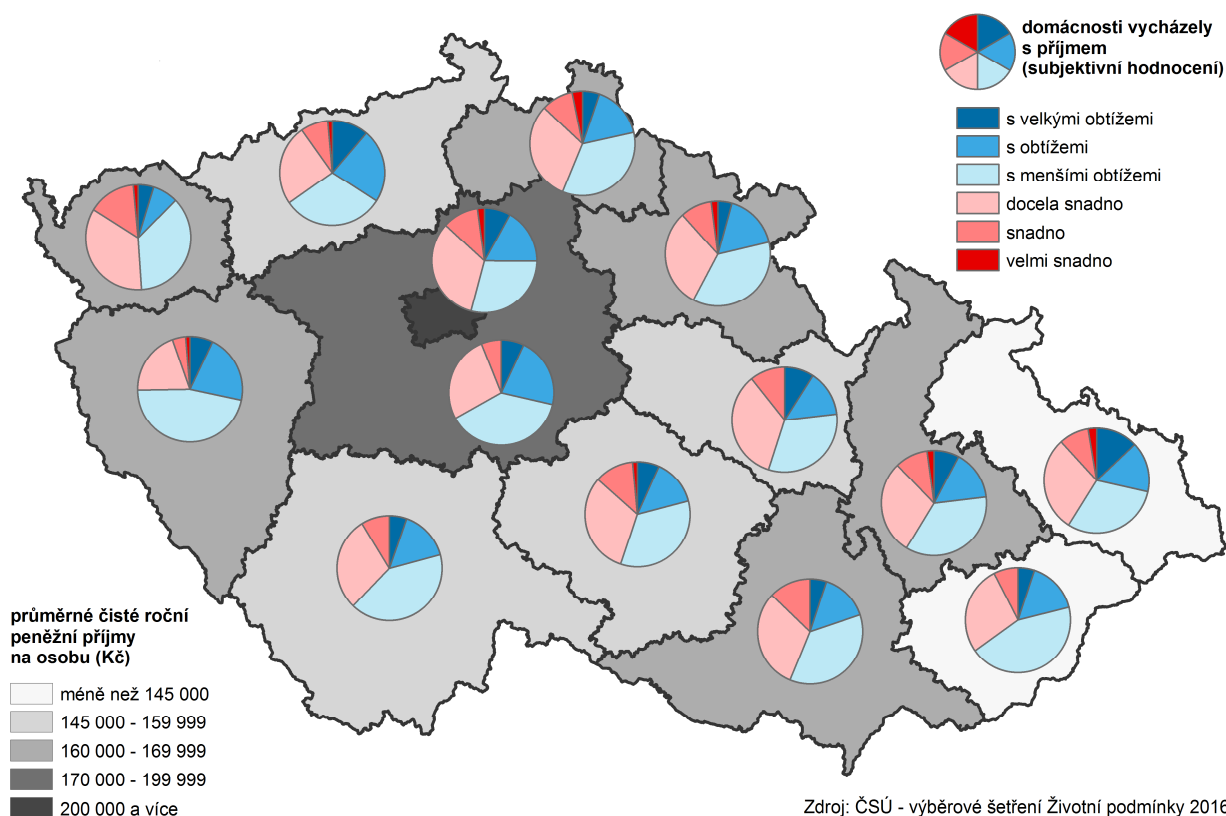 domácnosti vycházely
s příjmem
(subjektivní hodnocení)
s velkými obtížemi
s obtížemi
s menšími obtížemi
docela snadno
snadno
velmi snadno
průměrné čisté roční
peněžní příjmy
na osobu (Kč)
méně než 145 000
145 000 - 159 999
160 000 - 169 999
170 000 - 199 999
200 000 a více
Zdroj: ČSÚ - výběrové šetření Životní podmínky 2016